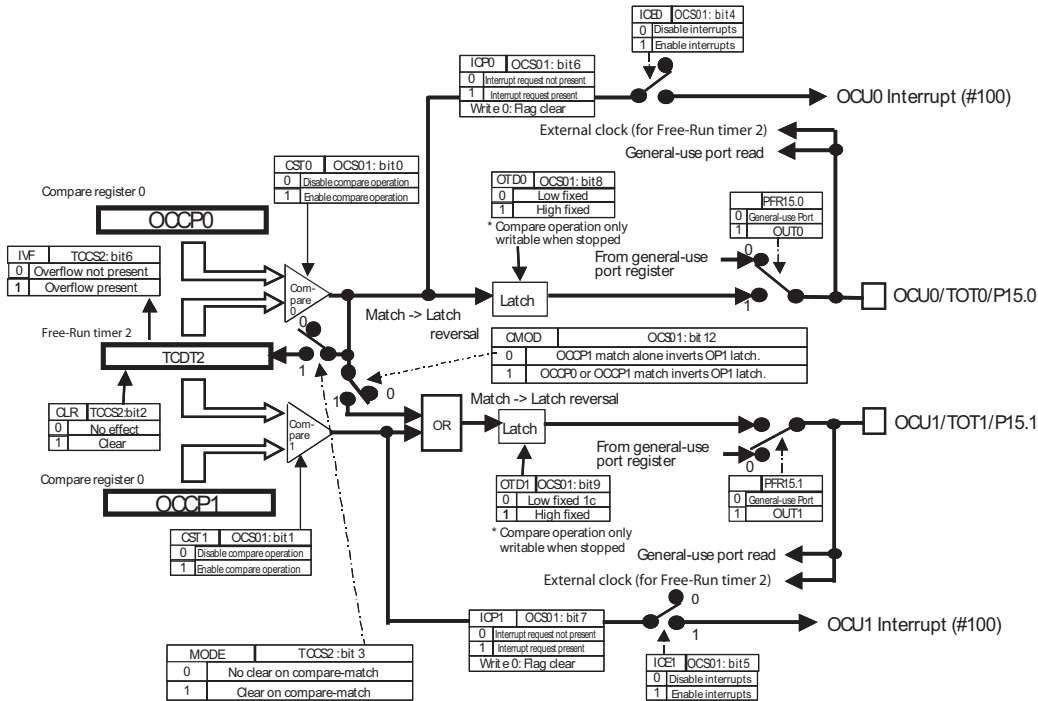 ICE0 OCS01: bit4
0 Disable interrupts
1 Enable interrupts
ICP0 OCS01: bit6
0 Interrupt request not present
1 Interrupt request present
Write 0: Flag clear
OCU0 Interrupt (#100)
External clock (for Free-Run timer 2)
General-use port read
CST0 OCS01: bit0
0 Disable compare operation
1 Enable compare operation
OTD0 OCS01: bit8
0 Low fixed
1 High fixed
* Compare operation only
writable when stopped
PFR15.0
0 General-use Port
1 OUT0
Compare register 0
OCCP0
IVF TCCS2: bit6
0 Overflow not present
1 Overflow present
From general-use
port register
0
1
Com-
pare
0
Latch
OCU0/TOT0/P15.0
Match -> Latch
reversal
Free-Run timer 2
TCDT2
0
1
CMOD OCS01: bit12
0 OCCP1 match alone inverts OP1 latch.
1 OCCP0 or OCCP1 match inverts OP1 latch.
0
1
CLR TCCS2:bit2
0 No effect
1 Clear
Com-
pare
1
OR
Match -> Latch reversal
Latch
1
0
OCU1/TOT1/P15.1
From general-use
port register
Compare register 0
OCCP1
OTD1 OCS01: bit9
0 Low fixed 1c
1 High fixed
* Compare operation only
writable when stopped
PFR15.1
0 General-use Port
1 OUT1
CST1 OCS01: bit1
0 Disable compare operation
1 Enable compare operation
General-use port read
External clock (for Free-Run timer 2)
ICP1 OCS01: bit7
0 Interrupt request not present
1 Interrupt request present
Write 0: Flag clear
0
1
OCU1 Interrupt (#100)
MODE TCCS2: bit 3
0 No clear on compare-match
1 Clear on compare-match
ICE1 OCS01: bit5
0 Disable interrupts
1 Enable interrupts